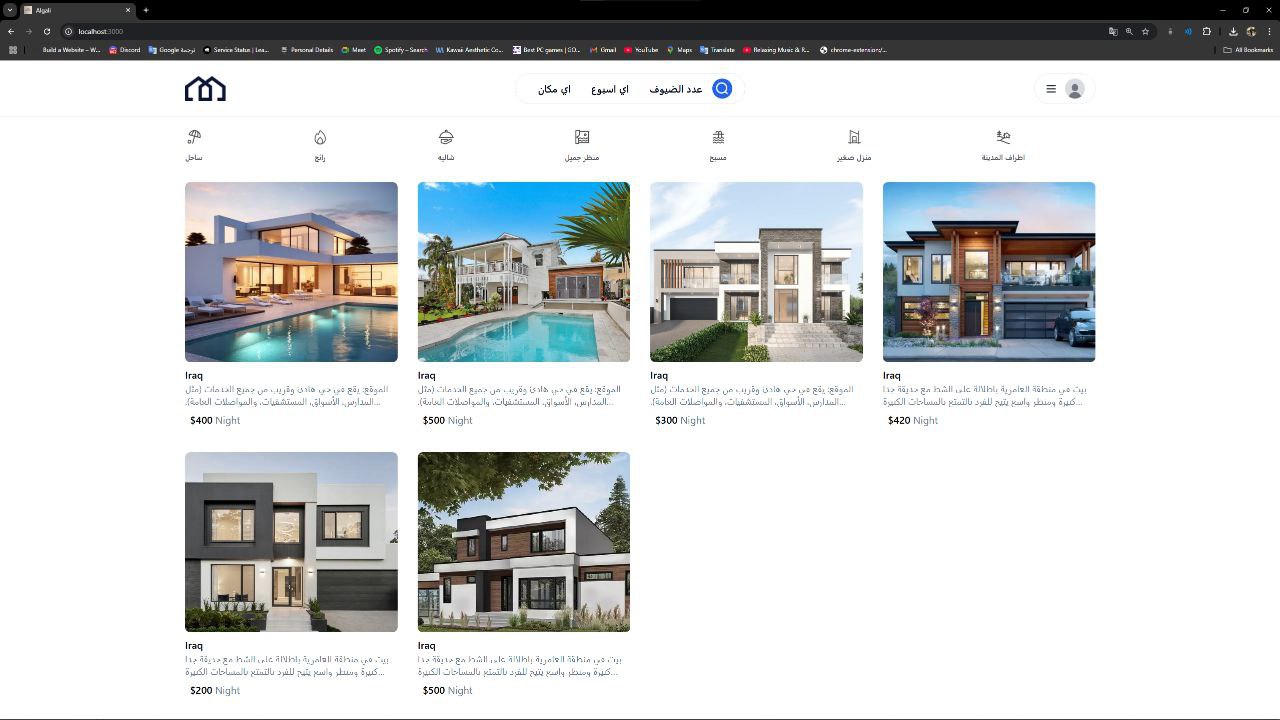 Algali
localhost:3000
Build a Website – W...
Discord
ترجمة Google
Service Status | Lea...
Personal Details
Meet
Spotify – Search
Kawaii Aesthetic Co...
Best PC games | GO...
Gmail
YouTube
Maps
Translate
Relaxing Music & R...
chrome-extension:/...
All Bookmarks
اي مكان
اي اسبوع
عدد الضيوف
ساحل
رائع
شاليه
منظر جميل
مسبح
منزل صغير
اطراف المدينة
Iraq
الموقع: يقع في حي هادئ وقريب من جميع الخدمات (مثل
المدارس، الأسواق، المستشفيات، والمواصلات العامة)....
$400 Night
Iraq
الموقع: يقع في حي هادئ وقريب من جميع الخدمات (مثل
المدارس، الأسواق، المستشفيات، والمواصلات العامة)....
$500 Night
Iraq
الموقع: يقع في حي هادئ وقريب من جميع الخدمات (مثل
المدارس، الأسواق، المستشفيات، والمواصلات العامة)....
$300 Night
Iraq
بيت في منطقة العامرية باطلالة على الشط مع حديقة جدا
كبيرة ومنظر واسع يتيح للفرد بالتمتع بالمساحات الكبيرة...
$420 Night
Iraq
بيت في منطقة العامرية باطلالة على الشط مع حديقة جدا
كبيرة ومنظر واسع يتيح للفرد بالتمتع بالمساحات الكبيرة...
$200 Night
Iraq
بيت في منطقة العامرية باطلالة على الشط مع حديقة جدا
كبيرة ومنظر واسع يتيح للفرد بالتمتع بالمساحات الكبيرة...
$500 Night